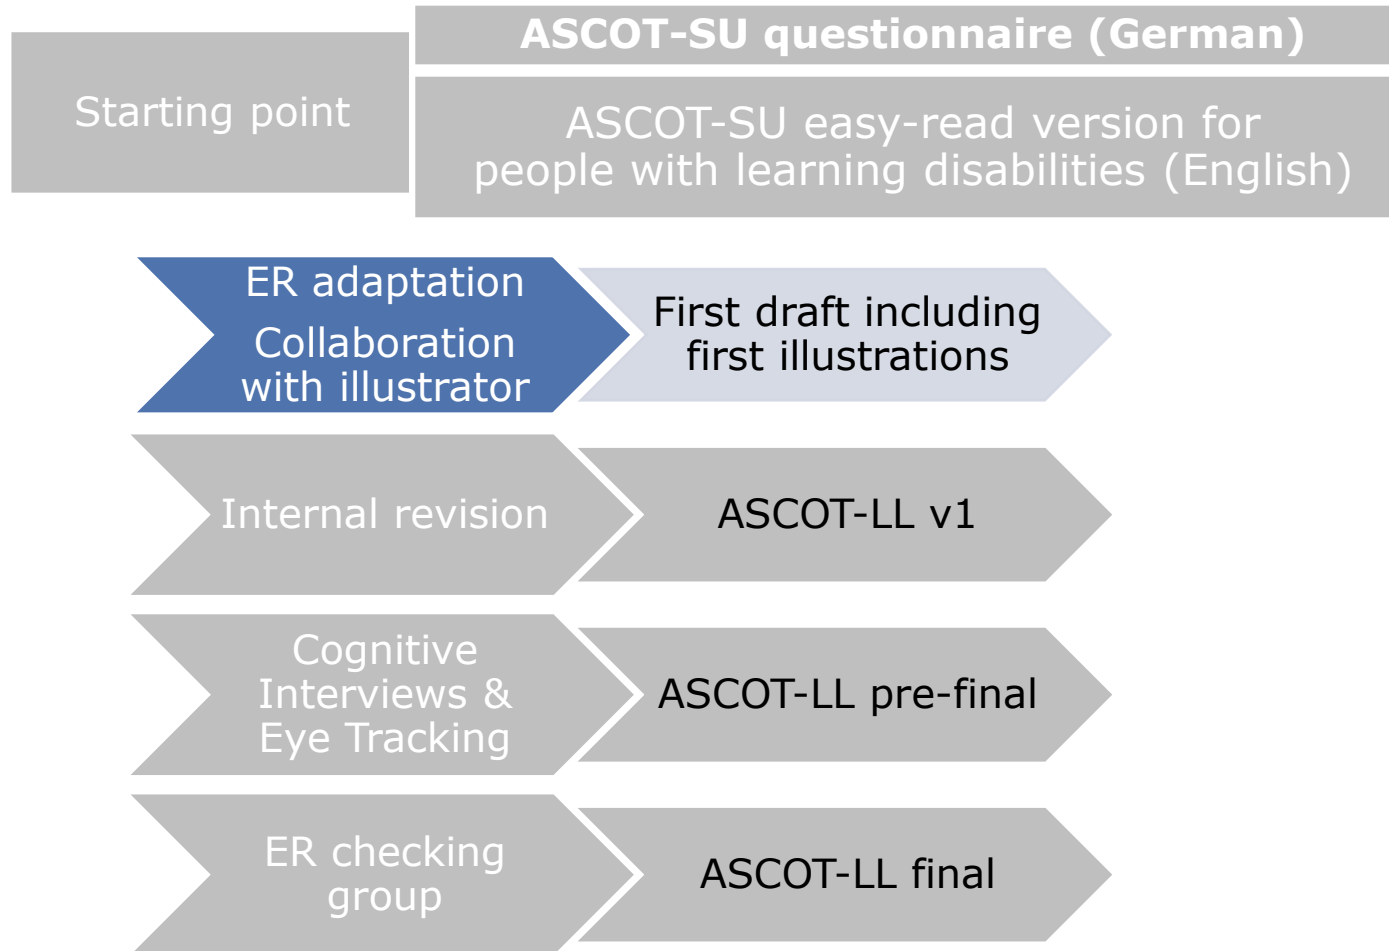 Starting point
ASCOT-SU questionnaire (German)
ASCOT-SU easy-read version for
people with learning disabilities (English)
ER adaptation
Collaboration
with illustrator
First draft including
first illustrations
Internal revision
ASCOT-LL v1
Cognitive
Interviews &
Eye Tracking
ASCOT-LL pre-final
ER checking
group
ASCOT-LL final